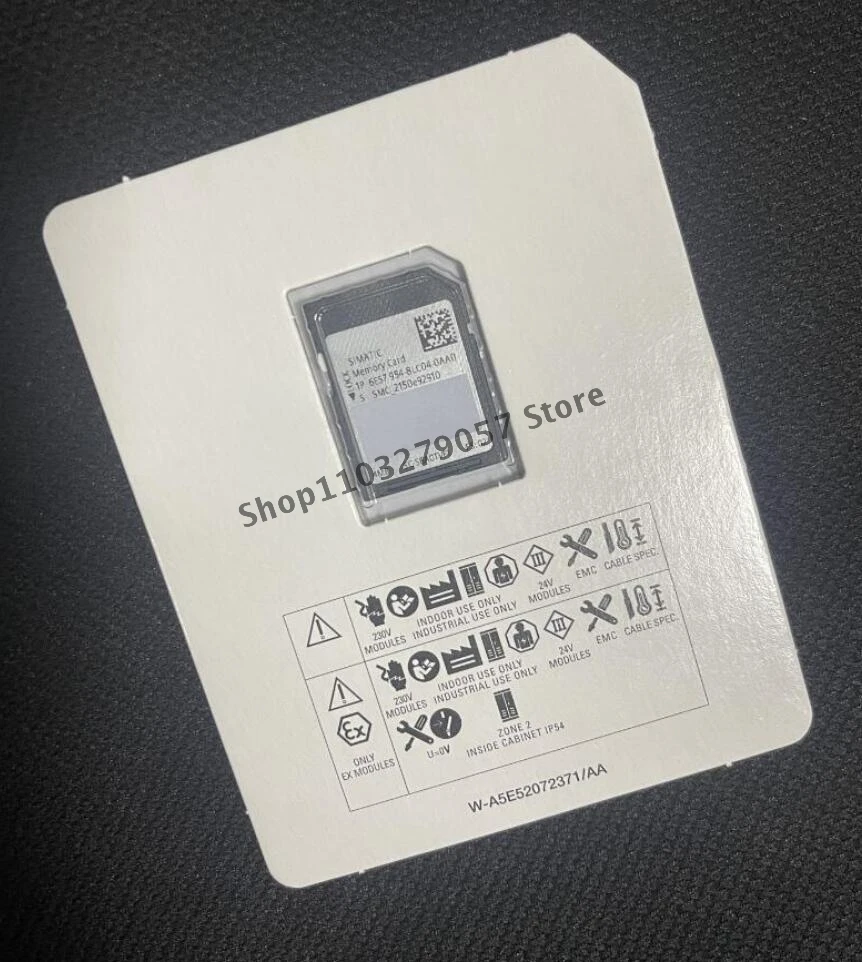 SIMATIC
Memory Card
1P 6ES7 954-8LC04-0AA0
S SMC_2150e92910
Shop1103279057 Store
230V
MODULES
INDOOR USE ONLY
INDUSTRIAL USE ONLY
24V
MODULES
EMC
CABLE SPEC.
230V
MODULES
INDOOR USE ONLY
INDUSTRIAL USE ONLY
24V
MODULES
EMC
CABLE SPEC.
Ex
ONLY
EX MODULES
U=0V
ZONE 2
INSIDE CABINET IP54
W-A5E52072371/AA